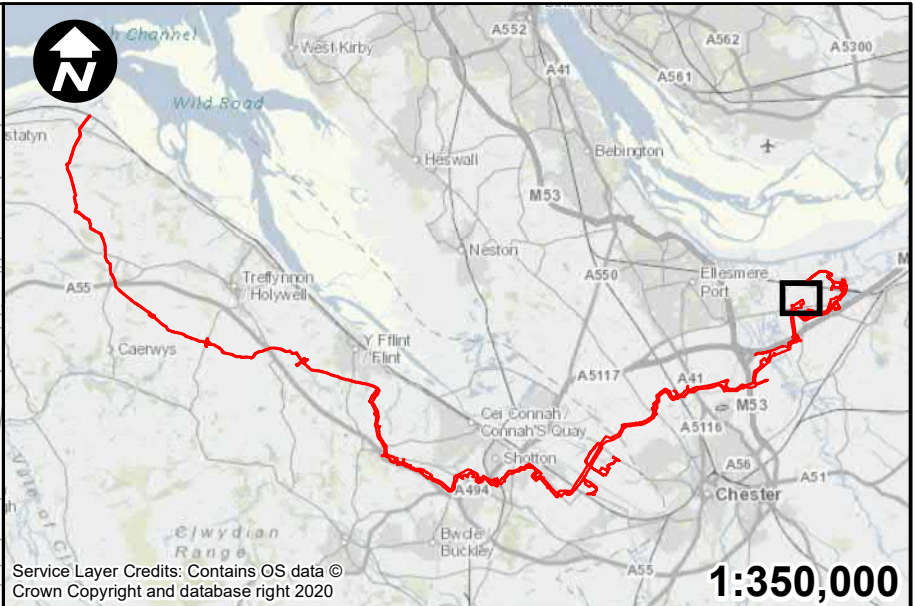 N
h Channel
West Kirby
Wild Road
statyn
A552
A562
A5300
A41
A561
Heswall
Bebington
M53
Neston
A550
Ellesmere
Port
M
A55
Treffynnon
Holywell
Caerwys
Y Fflint
Flint
A5117
A41
M53
Cei Connah
Connah'S Quay
A5116
Shotton
A56
A51
A494
Chester
Clwydian
Range
Bwcle
Buckley
A55
Service Layer Credits: Contains OS data ©
Crown Copyright and database right 2020
1:350,000